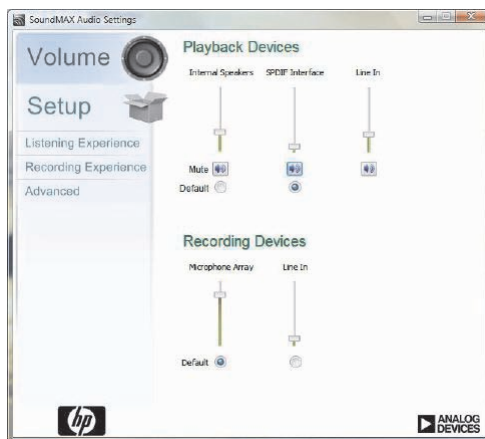 SoundMAX Audio Settings
Volume
Setup
Listening Experience
Recording Experience
Advanced
Playback Devices
Internal Speakers SPDIF Interface Line In
Mute
Default
Recording Devices
Microphone Array Line In
Default
hp
ANALOG
DEVICES